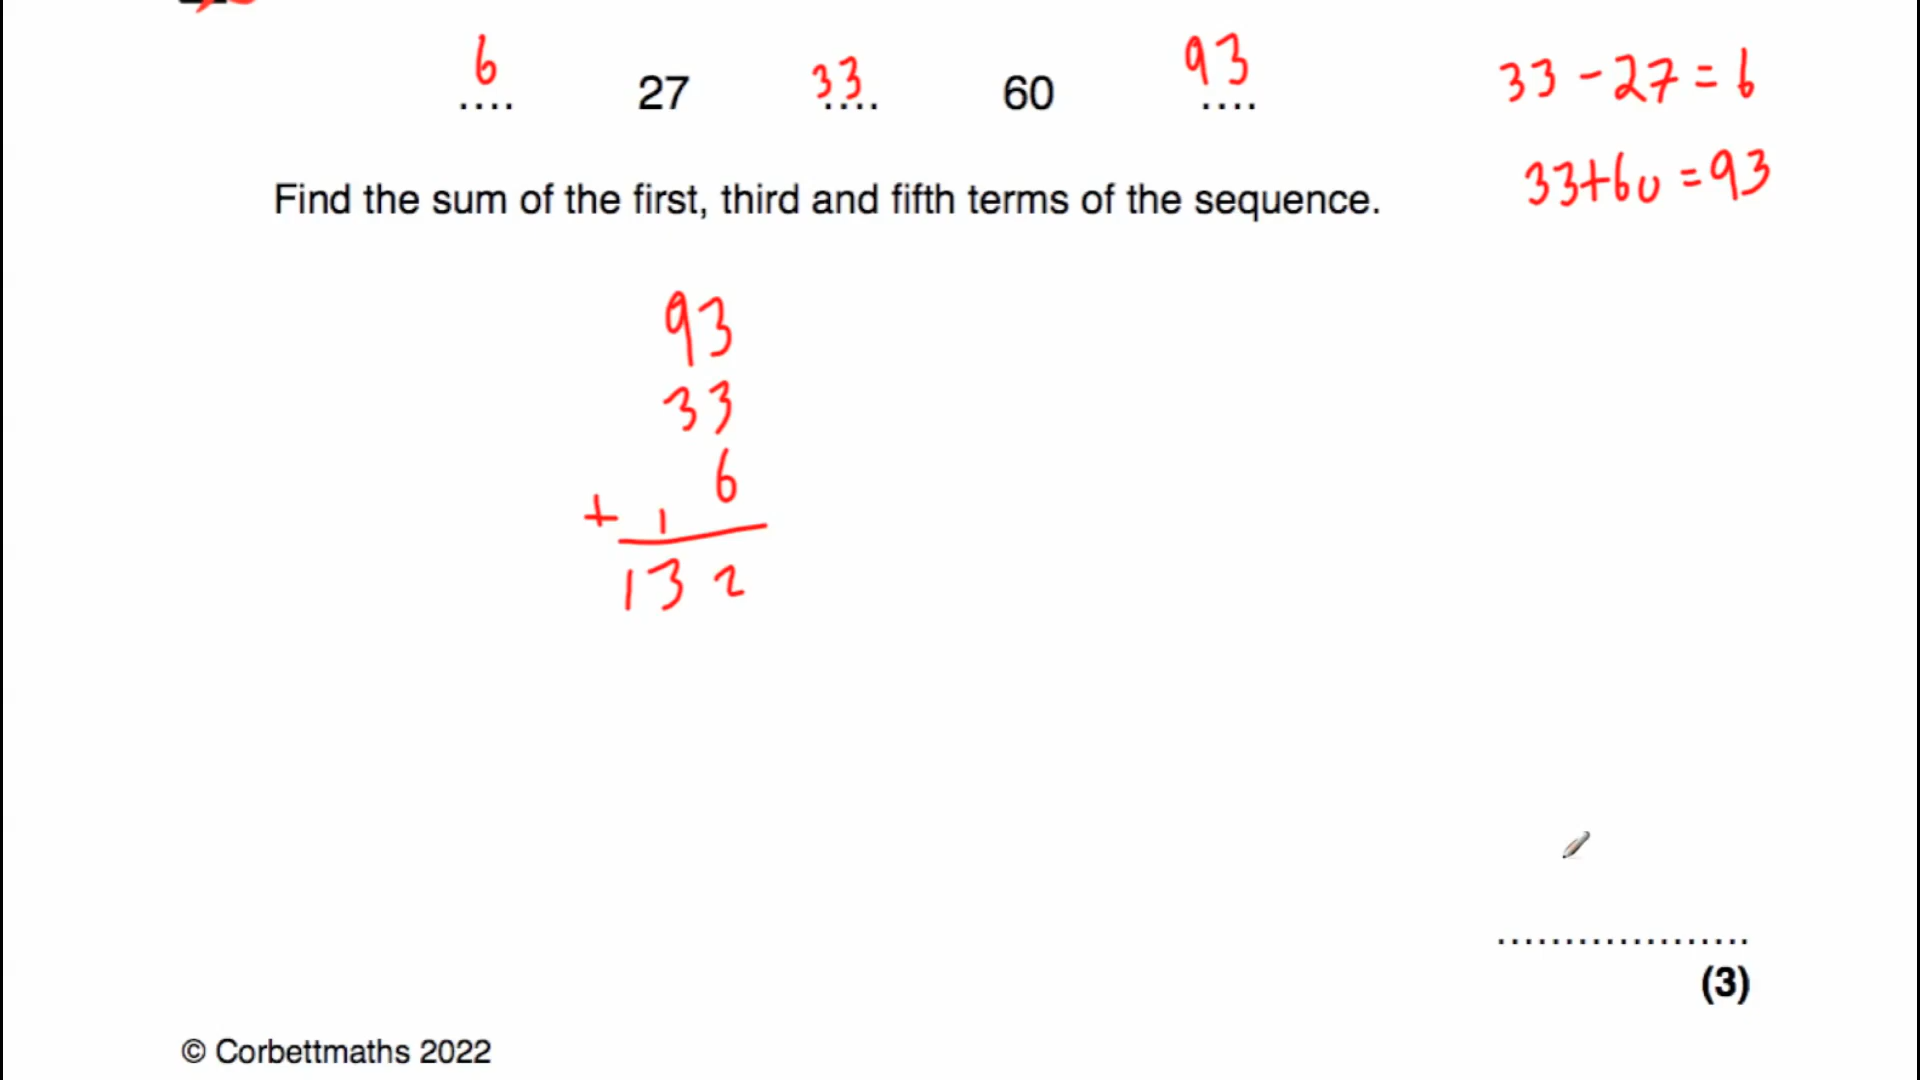 6 27 33 60 93
.... .... ....
33 - 27 = 6
33+60 = 93
Find the sum of the first, third and fifth terms of the sequence.
93
33
6
+ 1
132
...................
(3)
© Corbettmaths 2022